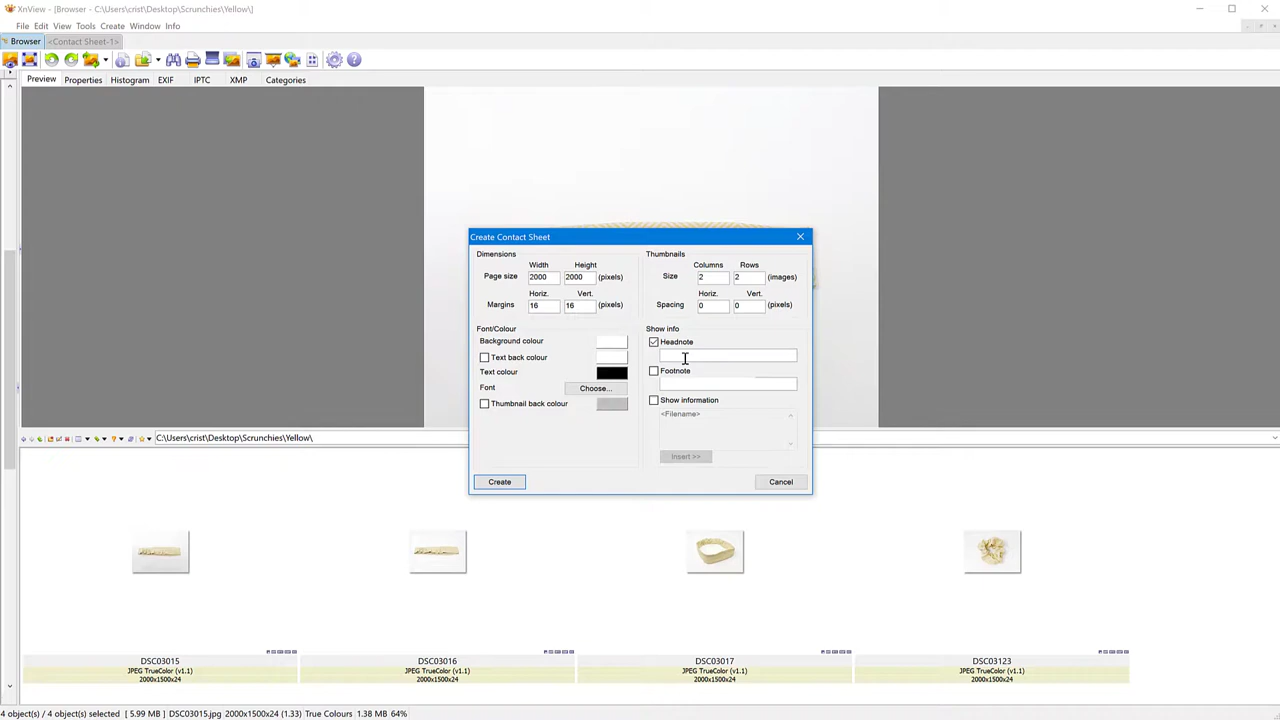 XnView - [Browser - C:\Users\crist\Desktop\Scrunchies\Yellow\]
File Edit View Tools Create Window Info
Browser <Contact Sheet-1>
Preview Properties Histogram EXIF IPTC XMP Categories
Create Contact Sheet
Dimensions
Width Height
Page size 2000 2000 (pixels)
Horiz. Vert.
Margins 16 16 (pixels)
Thumbnails
Columns Rows
Size 2 2 (images)
Horiz. Vert.
Spacing 0 0 (pixels)
Font/Colour
Background colour
Text back colour
Text colour
Font Choose...
Thumbnail back colour
Show info
Headnote
Footnote
Show information
<Filename>
Insert >>
Create Cancel
C:\Users\crist\Desktop\Scrunchies\Yellow\
DSC03015 DSC03016 DSC03017 DSC03123
JPEG TrueColor (v1.1) JPEG TrueColor (v1.1) JPEG TrueColor (v1.1) JPEG TrueColor (v1.1)
2000x1500x24 2000x1500x24 2000x1500x24 2000x1500x24
4 object(s) / 4 object(s) selected [ 5.99 MB ] DSC03015.jpg 2000x1500x24 (1.33) True Colours 1.38 MB 64%